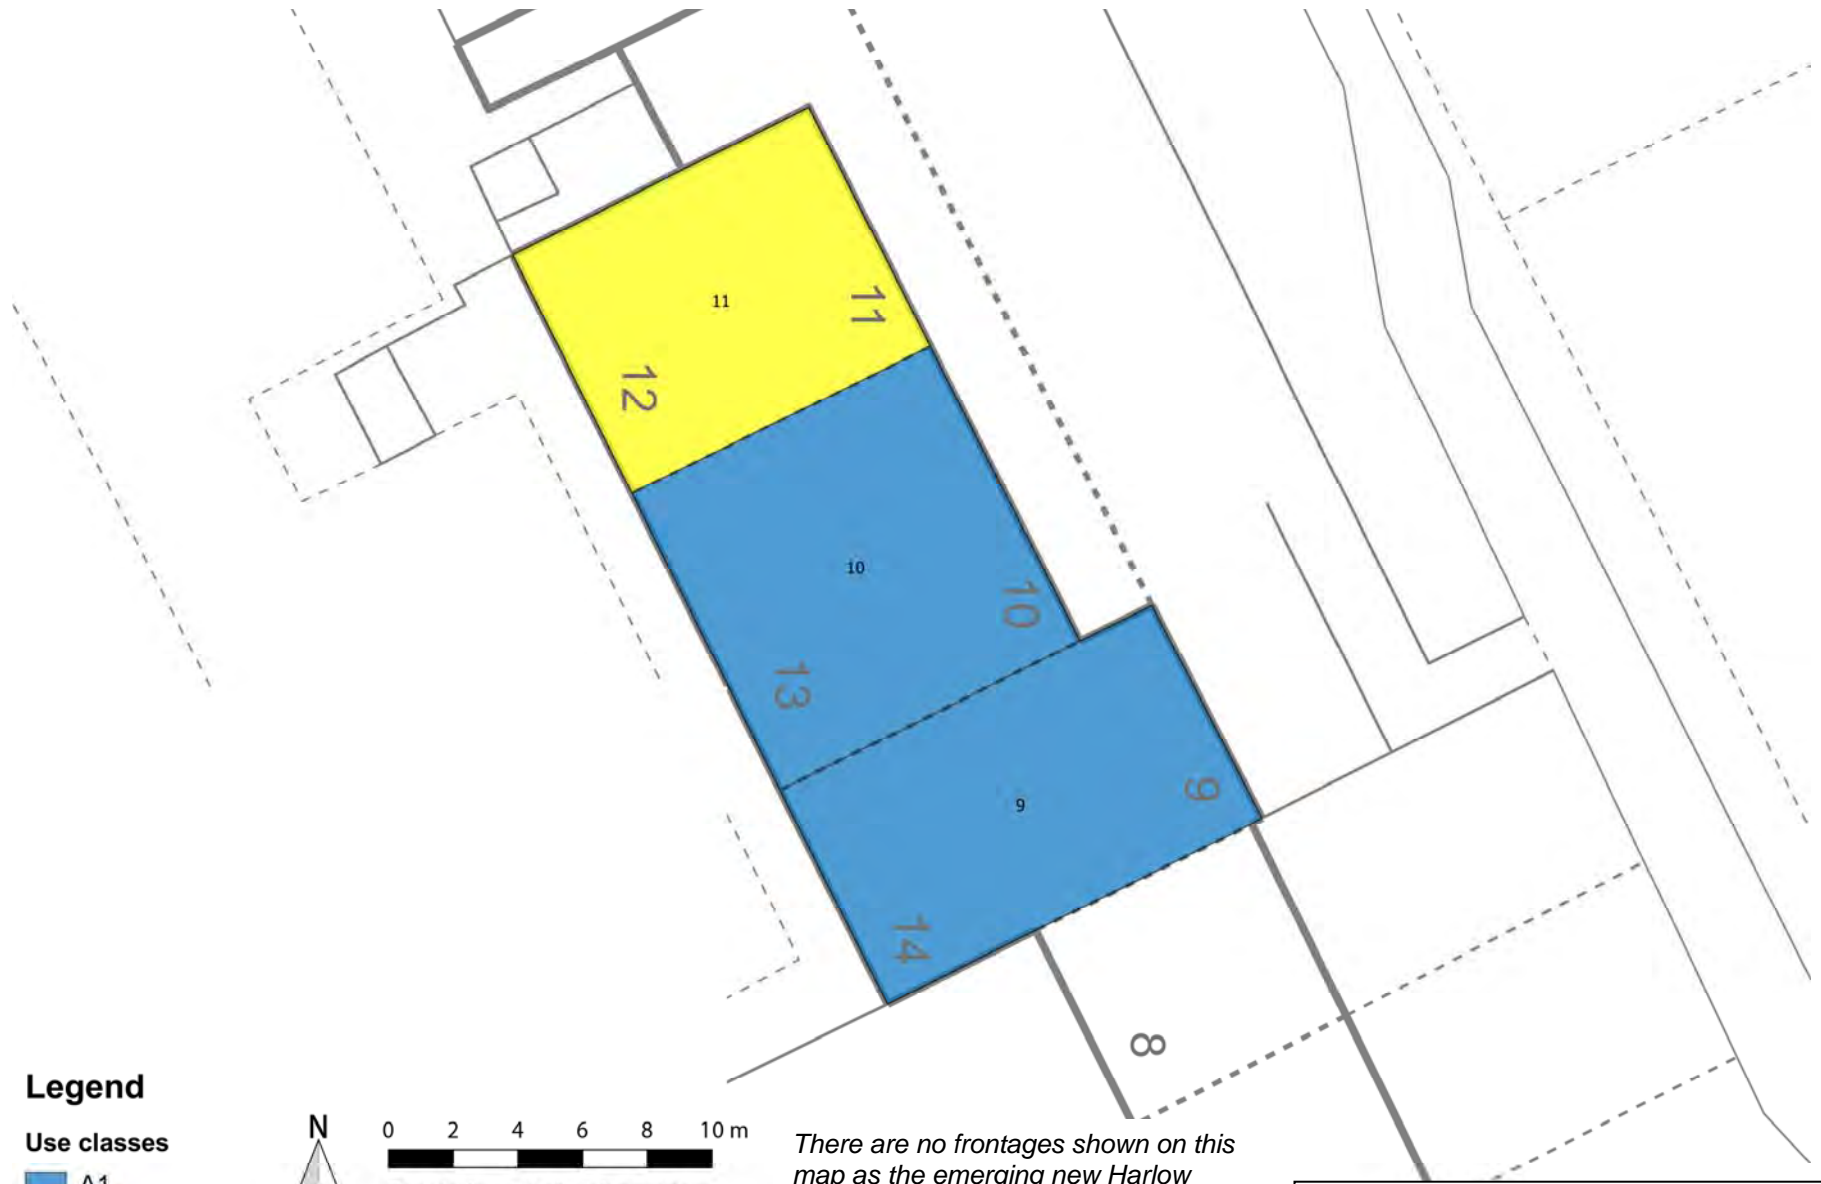 11
11
12
10
10
13
9
9
14
8
Legend
Use classes
A1
N
0 2 4 6 8 10 m
There are no frontages shown on this
map as the emerging new Harlow